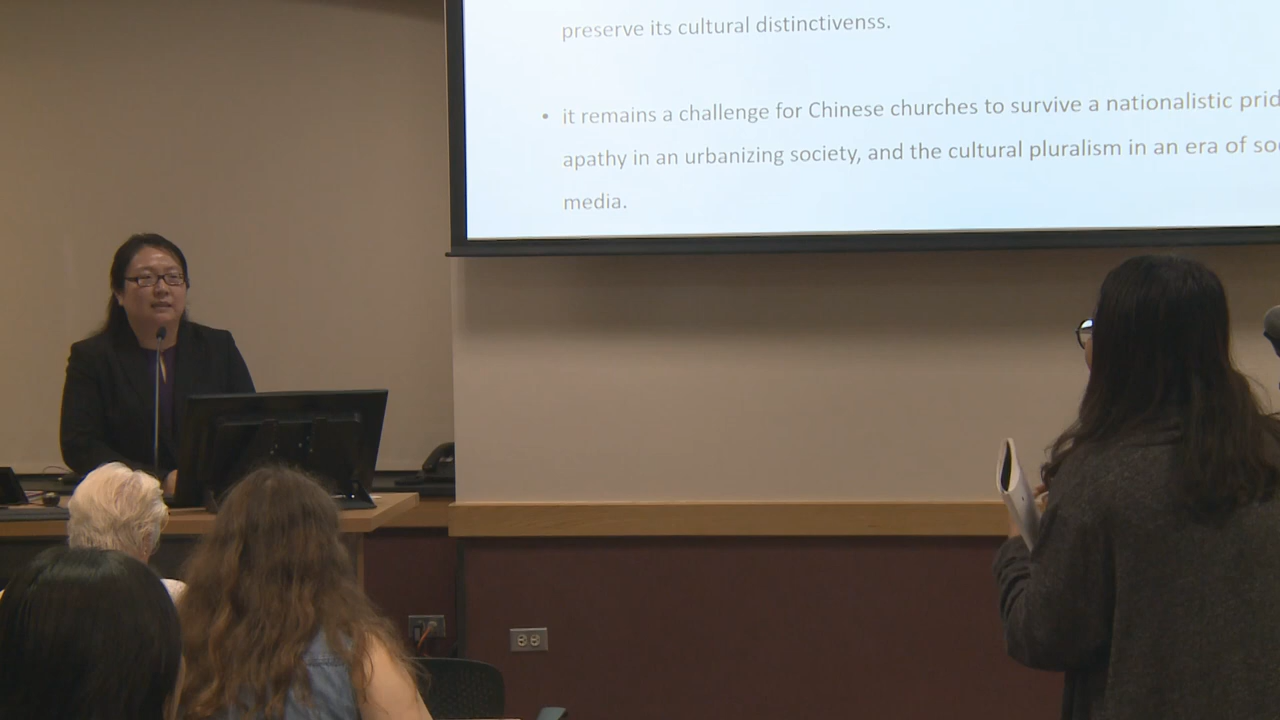 preserve its cultural distinctivenss.
• it remains a challenge for Chinese churches to survive a nationalistic
apathy in an urbanizing society, and the cultural pluralism in an era of
media.